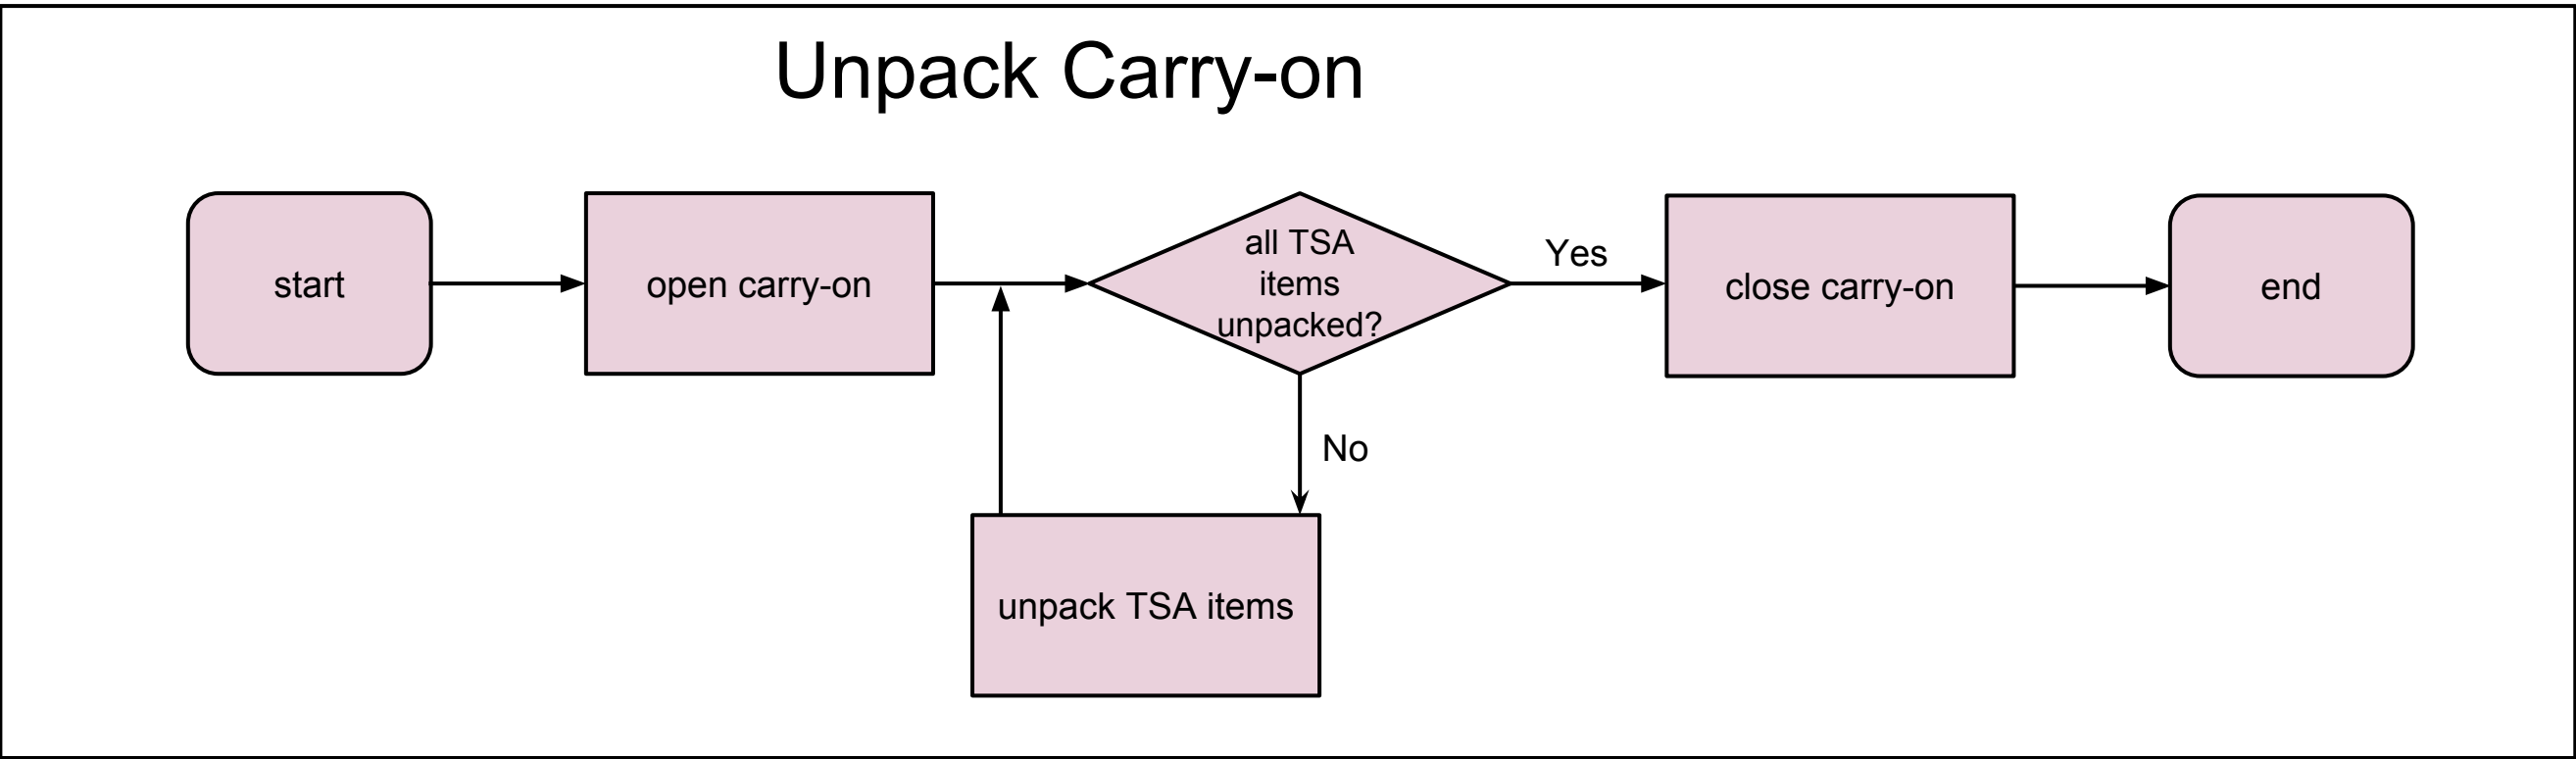 Unpack Carry-on
start
open carry-on
all TSA
items
unpacked?
Yes
close carry-on
end
No
unpack TSA items